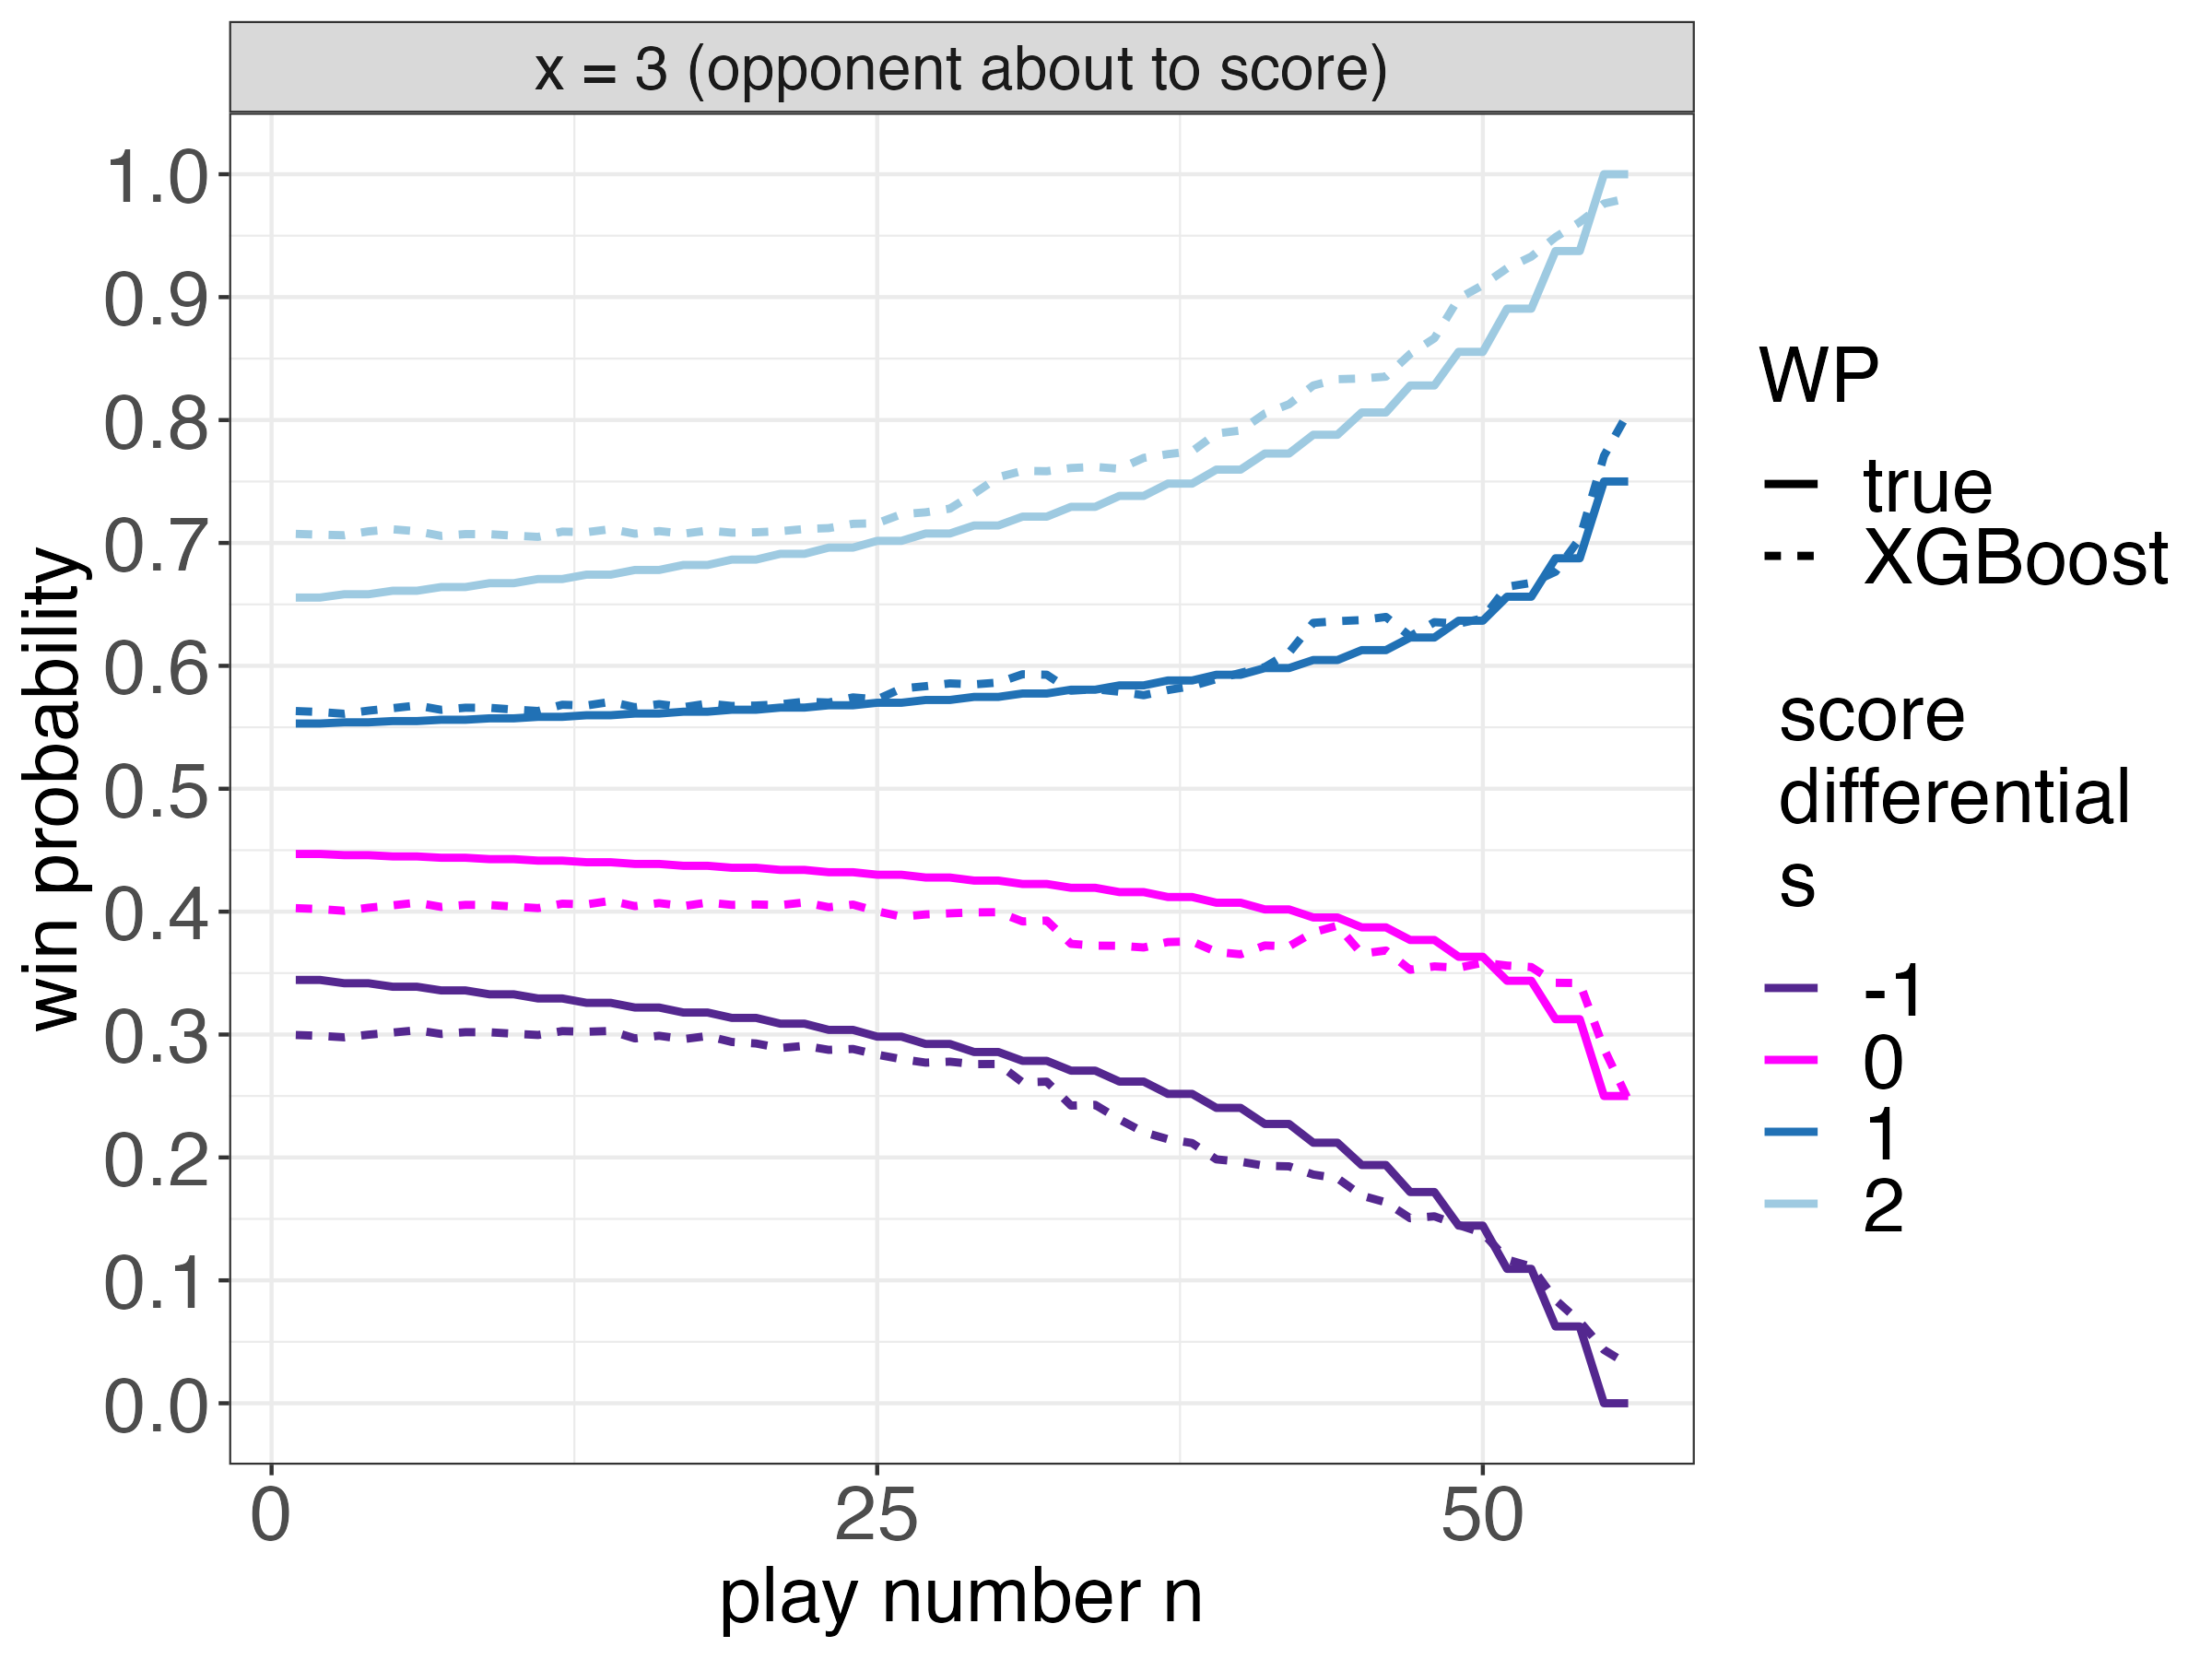 x = 3 (opponent about to score)
win probability
1.0
0.9
0.8
0.7
0.6
0.5
0.4
0.3
0.2
0.1
0.0
0 25 50
play number n
WP
true
XGBoost
score
differential
s
-1
0
1
2